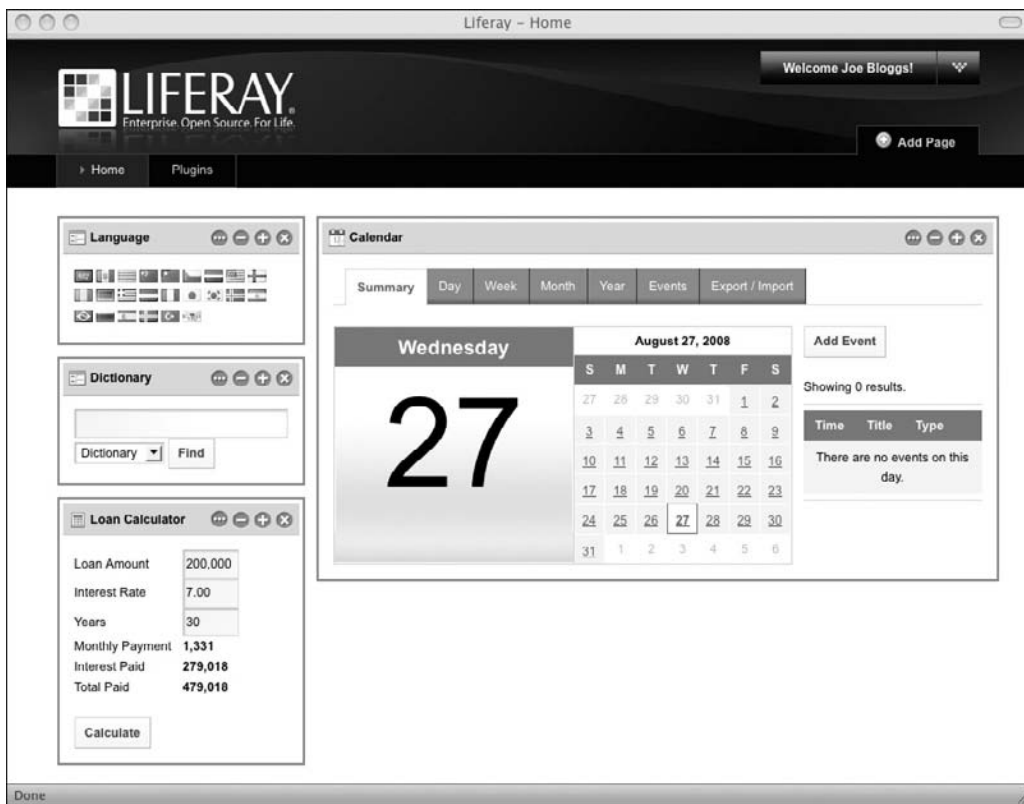 Liferay – Home
LIFERAY.
Enterprise. Open Source. For Life.
Welcome Joe Bloggs!
Add Page
Home Plugins
Language
Dictionary
Dictionary Find
Loan Calculator
Loan Amount 200,000
Interest Rate 7.00
Years 30
Monthly Payment 1,331
Interest Paid 279,018
Total Paid 479,018
Calculate
Calendar
Summary Day Week Month Year Events Export / Import
Wednesday
27
August 27, 2008
S M T W T F S
27 28 29 30 31 1 2
3 4 5 6 7 8 9
10 11 12 13 14 15 16
17 18 19 20 21 22 23
24 25 26 27 28 29 30
31 1 2 3 4 5 6
Add Event
Showing 0 results.
Time Title Type
There are no events on this
day.
Done